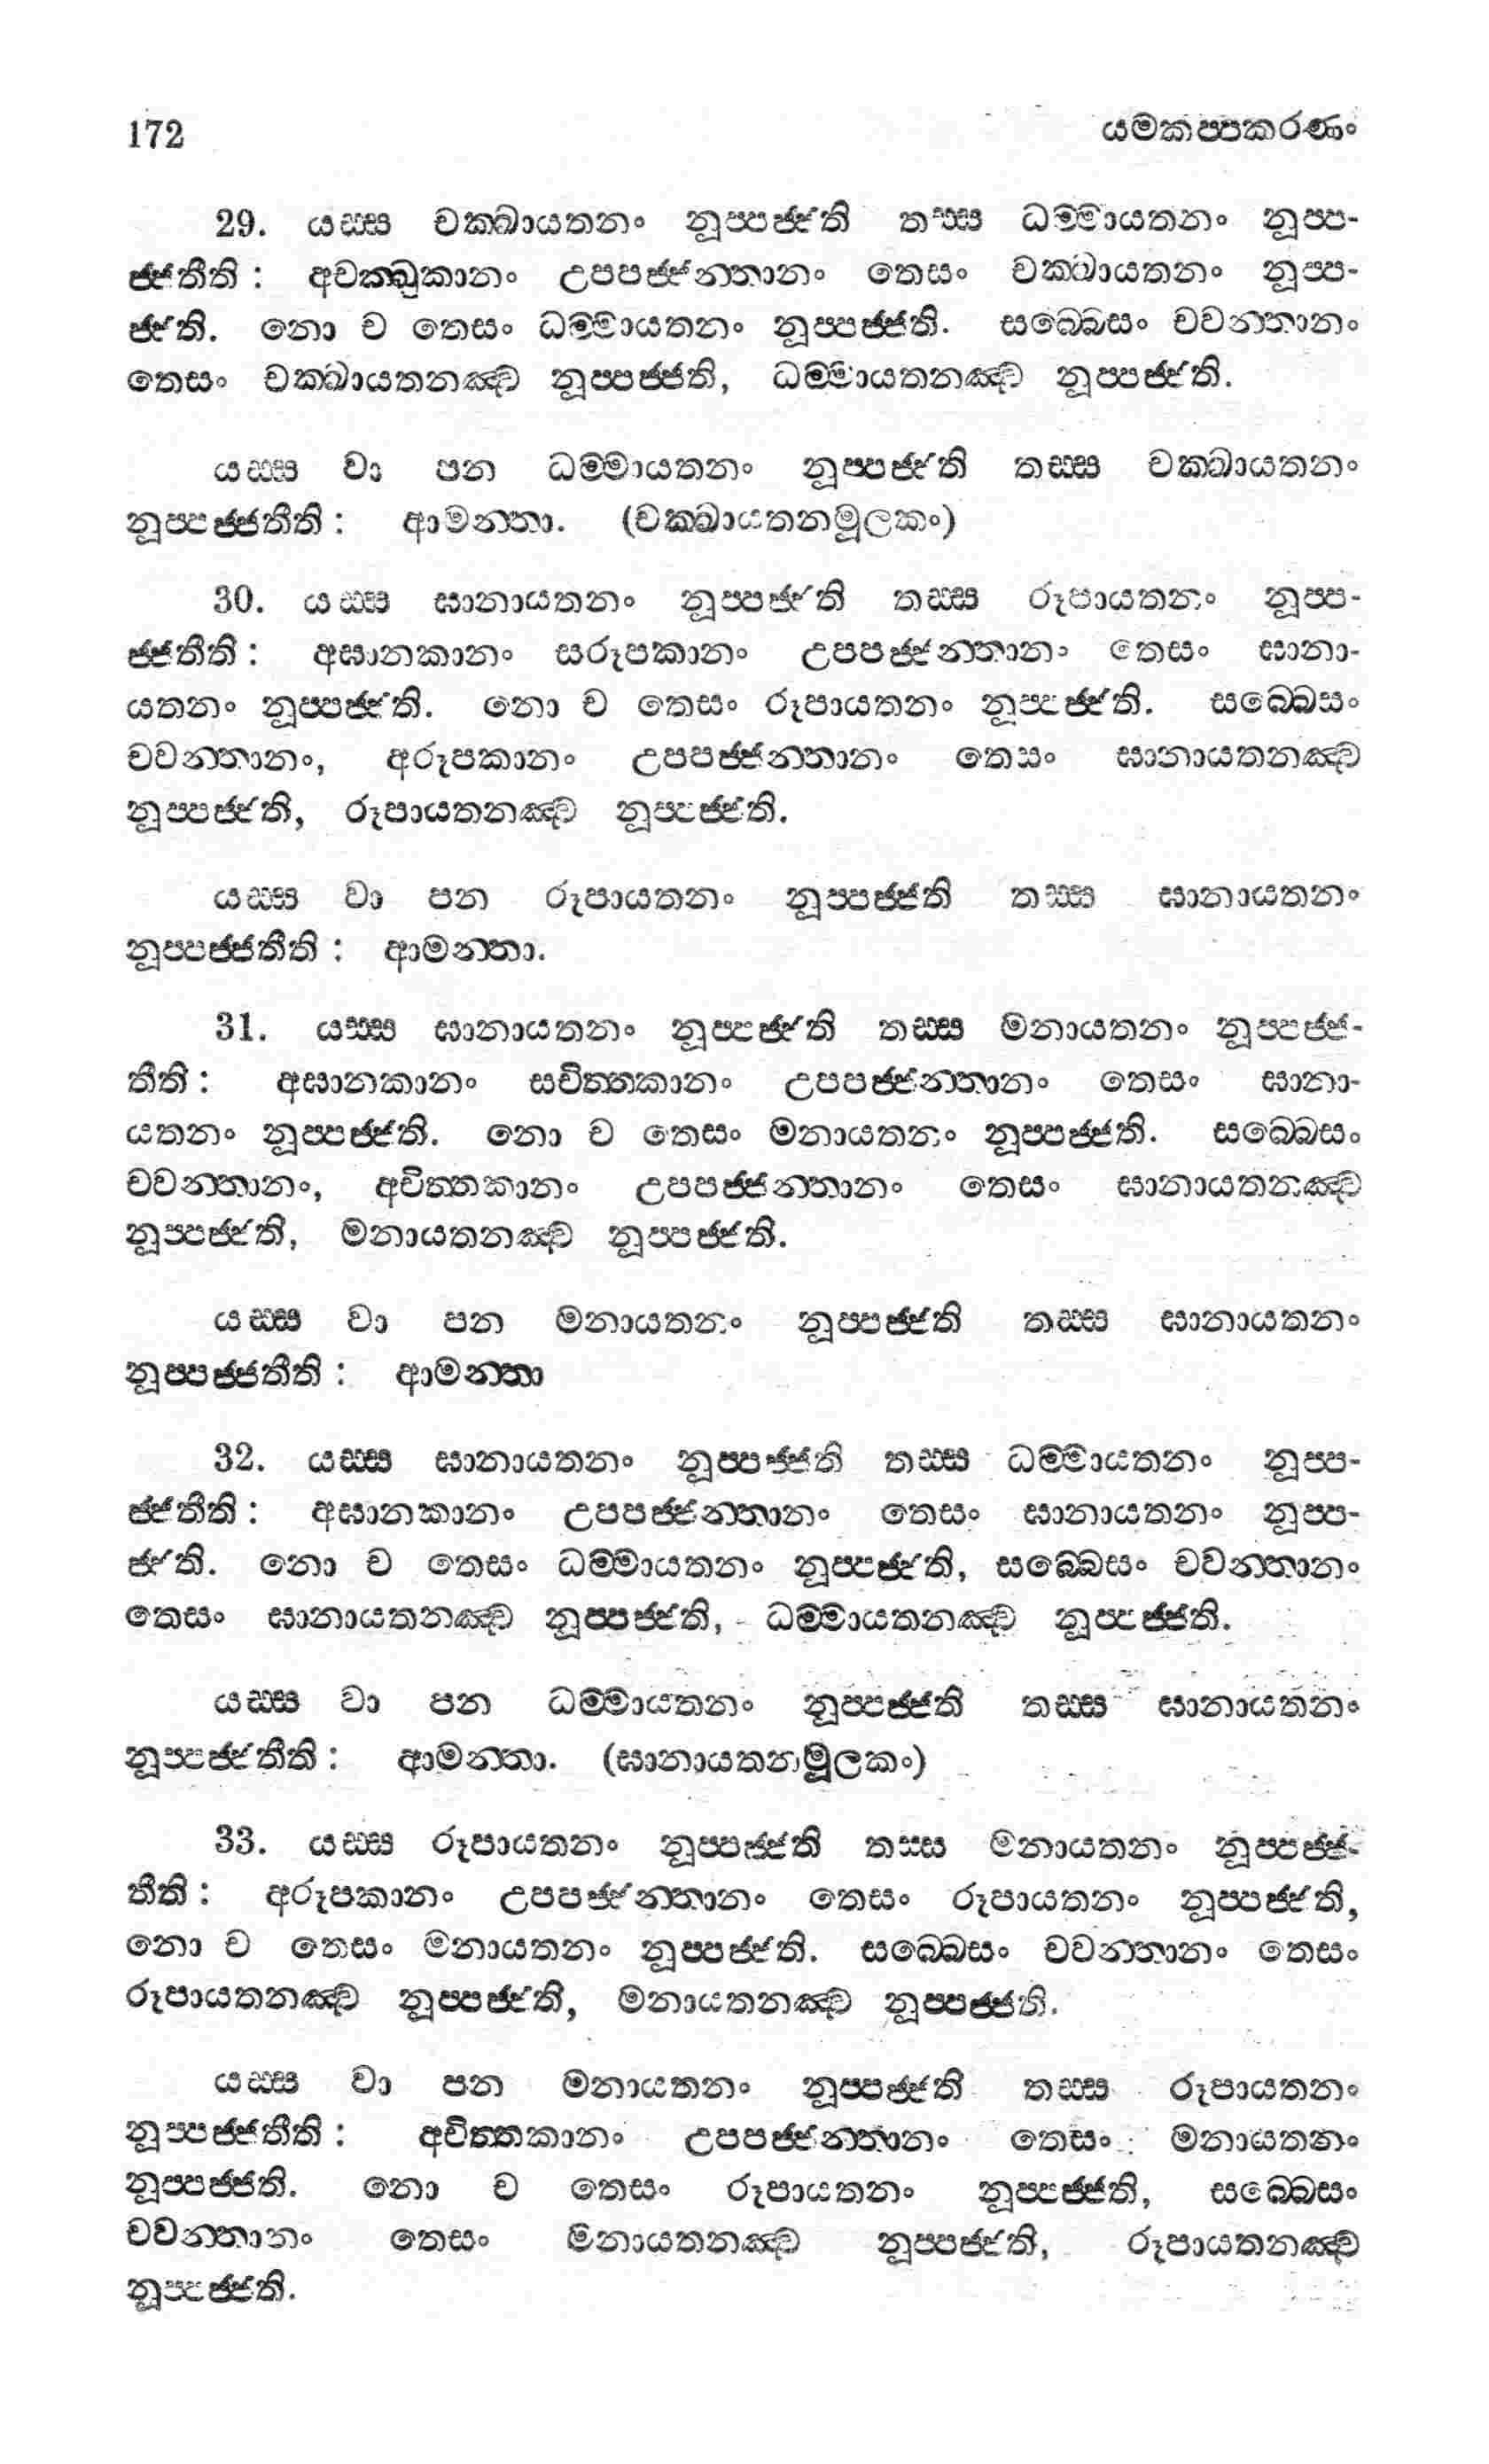 172 යමකප්පකරණං
29. යස්ස චක්ඛායතනං නූප්පජ්ජති තස්ස ධම්මායතනං නූප්ප-
ජ්ජතීති : අචක්ඛුකානං උපපජ්ජන්තානං තෙසං චක්ඛායතනං නූප්ප-
ජ්ජති. නො ච තෙසං ධම්මායතනං නූප්පජ්ජති. සබ්බෙසං චවන්තානං
තෙසං චක්ඛායතනඤ්ච නූප්පජ්ජති, ධම්මායතනඤ්ච නූප්පජ්ජති.
යස්ස වා පන ධම්මායතනං නූප්පජ්ජති තස්ස චක්ඛායතනං
නූප්පජ්ජතීති : ආමන්තා. (චක්ඛායතනමූලකං)
30. යස්ස ඝානායතනං නූප්පජ්ජති තස්ස රූපායතනං නූප්ප-
ජ්ජතීති : අඝානකානං සරූපකානං උපපජ්ජන්තානං තෙසං ඝානා-
යතනං නූප්පජ්ජති. නො ච තෙසං රූපායතනං නූප්පජ්ජති. සබ්බෙසං
චවන්තානං, අරූපකානං උපපජ්ජන්තානං තෙසං ඝානායතනඤ්ච
නූප්පජ්ජති, රූපායතනඤ්ච නූප්පජ්ජති.
යස්ස වා පන රූපායතනං නූප්පජ්ජති තස්ස ඝානායතනං
නූප්පජ්ජතීති : ආමන්තා.
31. යස්ස ඝානායතනං නූප්පජ්ජති තස්ස මනායතනං නූප්පජ්ජ-
තීති : අඝානකානං සචිත්තකානං උපපජ්ජන්තානං තෙසං ඝානා-
යතනං නූප්පජ්ජති. නො ච තෙසං මනායතනං නූප්පජ්ජති. සබ්බෙසං
චවන්තානං, අචිත්තකානං උපපජ්ජන්තානං තෙසං ඝානායතනඤ්ච
නූප්පජ්ජති, මනායතනඤ්ච නූප්පජ්ජති.
යස්ස වා පන මනායතනං නූප්පජ්ජති තස්ස ඝානායතනං
නූප්පජ්ජතීති : ආමන්තා
32. යස්ස ඝානායතනං නූප්පජ්ජති තස්ස ධම්මායතනං නූප්ප-
ජ්ජතීති : අඝානකානං උපපජ්ජන්තානං තෙසං ඝානායතනං නූප්ප-
ජ්ජති. නො ච තෙසං ධම්මායතනං නූප්පජ්ජති, සබ්බෙසං චවන්තානං
තෙසං ඝානායතනඤ්ච නූප්පජ්ජති, ධම්මායතනඤ්ච නූප්පජ්ජති.
යස්ස වා පන ධම්මායතනං නූප්පජ්ජති තස්ස ඝානායතනං
නූප්පජ්ජතීති : ආමන්තා. (ඝානායතනමූලකං)
33. යස්ස රූපායතනං නූප්පජ්ජති තස්ස මනායතනං නූප්පජ්ජ-
තීති : අරූපකානං උපපජ්ජන්තානං තෙසං රූපායතනං නූප්පජ්ජති,
නො ච තෙසං මනායතනං නූප්පජ්ජති. සබ්බෙසං චවන්තානං තෙසං
රූපායතනඤ්ච නූප්පජ්ජති, මනායතනඤ්ච නූප්පජ්ජති.
යස්ස වා පන මනායතනං නූප්පජ්ජති තස්ස රූපායතනං
නූප්පජ්ජතීති : අචිත්තකානං උපපජ්ජන්තානං තෙසං මනායතනං
නූප්පජ්ජති. නො ච තෙසං රූපායතනං නූප්පජ්ජති, සබ්බෙසං
චවන්තානං තෙසං මනායතනඤ්ච නූප්පජ්ජති, රූපායතනඤ්ච
නූප්පජ්ජති.